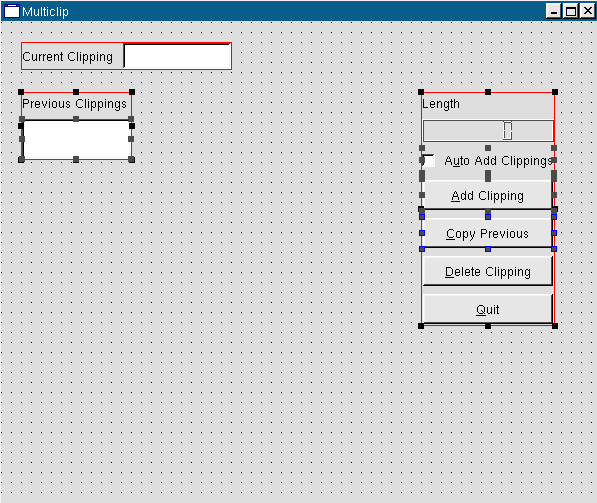 Multiclip
Current Clipping
Previous Clippings
Length
Auto Add Clippings
Add Clipping
Copy Previous
Delete Clipping
Quit